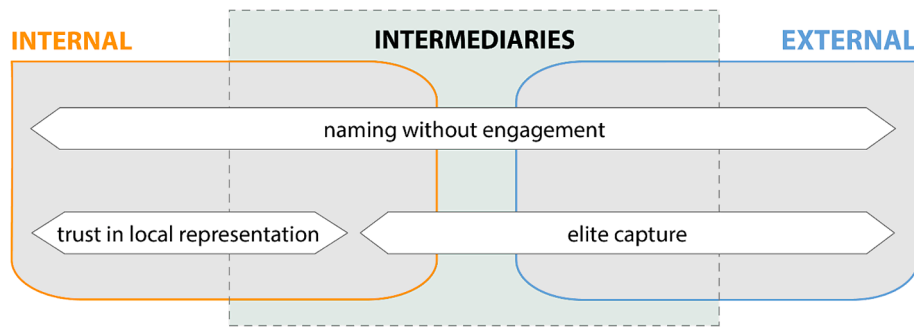 INTERNAL INTERMEDIARIES EXTERNAL
naming without engagement
trust in local representation elite capture